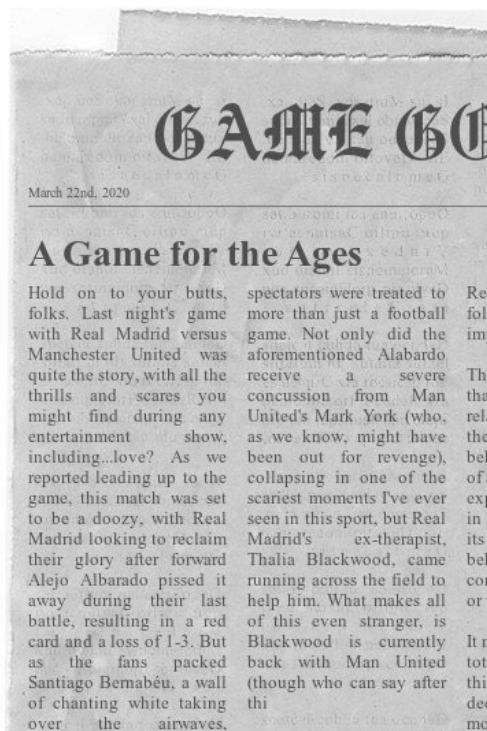 GAME GO
March 22nd, 2020
A Game for the Ages
Hold on to your butts,
folks. Last night's game
with Real Madrid versus
Manchester United was
quite the story, with all the
thrills and scares you
might find during any
entertainment show,
including...love? As we
reported leading up to the
game, this match was set
to be a doozy, with Real
Madrid looking to reclaim
their glory after forward
Alejo Albarado pissed it
away during their last
battle, resulting in a red
card and a loss of 1-3. But
as the fans packed
Santiago Bernabéu, a wall
of chanting white taking
over the airwaves,
spectators were treated to
more than just a football
game. Not only did the
aforementioned Alabardo
receive a severe
concussion from Man
United's Mark York (who,
as we know, might have
been out for revenge),
collapsing in one of the
scariest moments I've ever
seen in this sport, but Real
Madrid's ex-therapist,
Thalia Blackwood, came
running across the field to
help him. What makes all
of this even stranger, is
Blackwood is currently
back with Man United
(though who can say after
thi
Re
fol
im
Th
tha
rel
the
bel
of
exp
in
its
bel
con
or
It
tot
thi
dec
mo